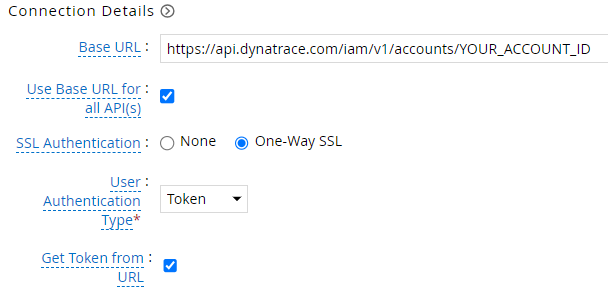 Connection Details
Base URL : https://api.dynatrace.com/iam/v1/accounts/YOUR_ACCOUNT_ID
Use Base URL for :
all API(s)
SSL Authentication : None One-Way SSL
User :
Authentication
Type* Token
Get Token from :
URL